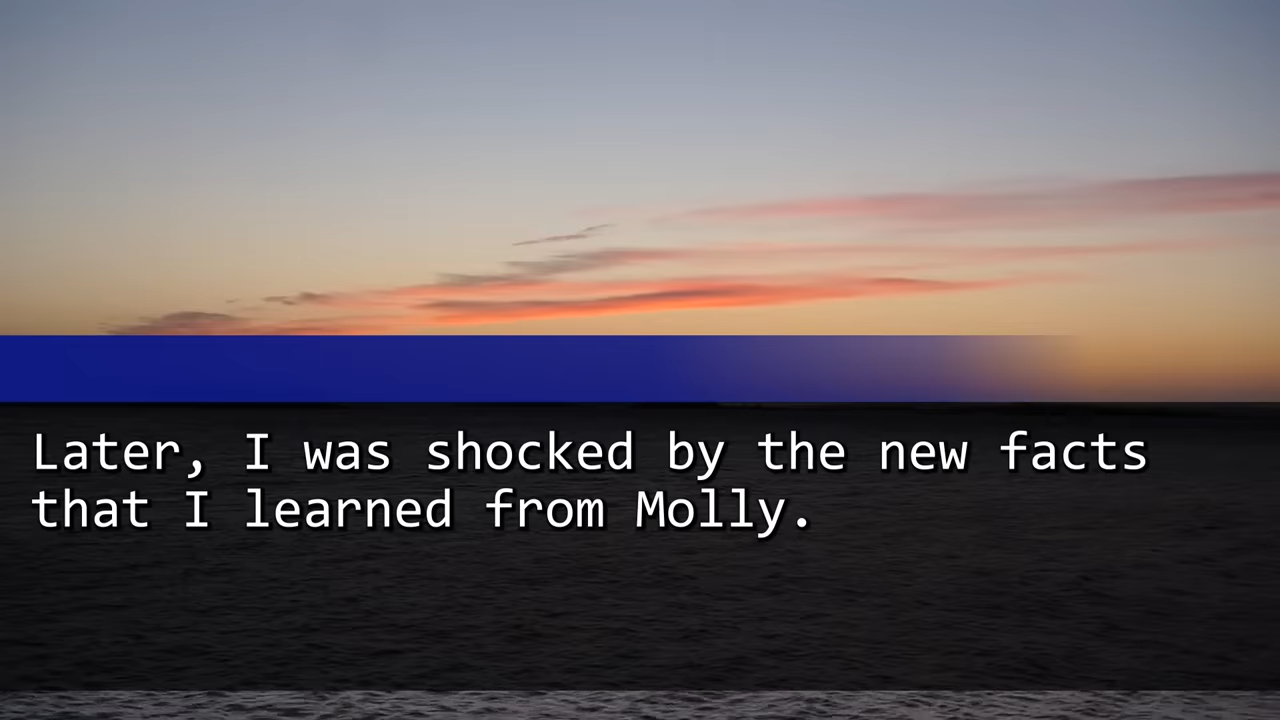 Later, I was shocked by the new facts
that I learned from Molly.